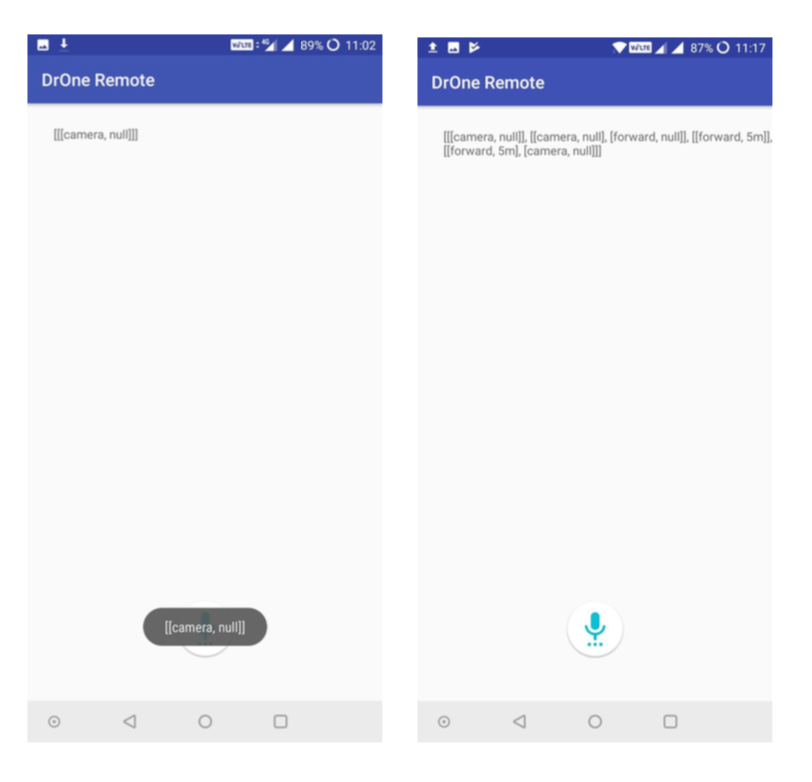 VoLTE 4G 89% 11:02
DrOne Remote
[[[camera, null]]]
[[camera, null]]
VoLTE 87% 11:17
DrOne Remote
[[[camera, null]], [[camera, null], [forward, null]], [[forward, 5m]],
[[forward, 5m], [camera, null]]]